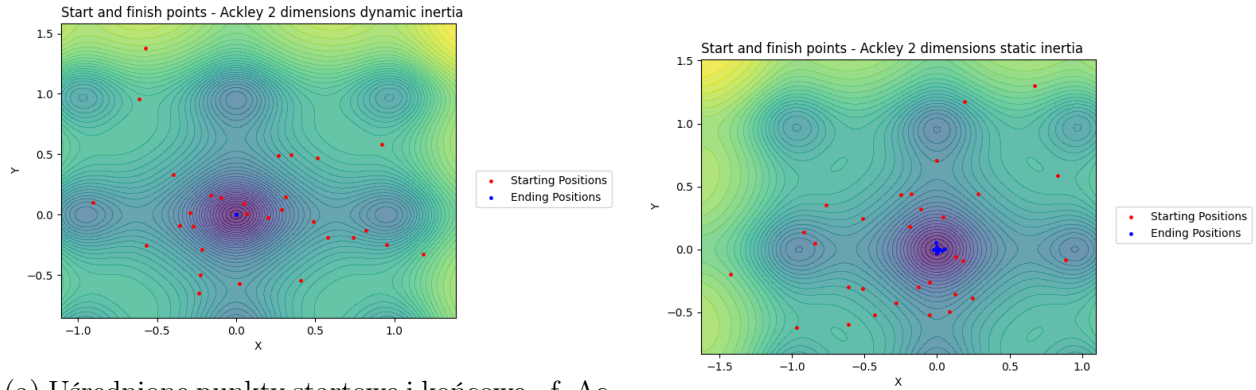 Start and finish points - Ackley 2 dimensions dynamic inertia
1.5
1.0
0.5
0.0
−0.5
Y
−1.0 −0.5 0.0 0.5 1.0
X
Starting Positions
Ending Positions
Start and finish points - Ackley 2 dimensions static inertia
1.5
1.0
0.5
0.0
−0.5
Y
−1.5 −1.0 −0.5 0.0 0.5 1.0
X
Starting Positions
Ending Positions
(a) Uśrednione punkty startowe i końcowe f. Ac